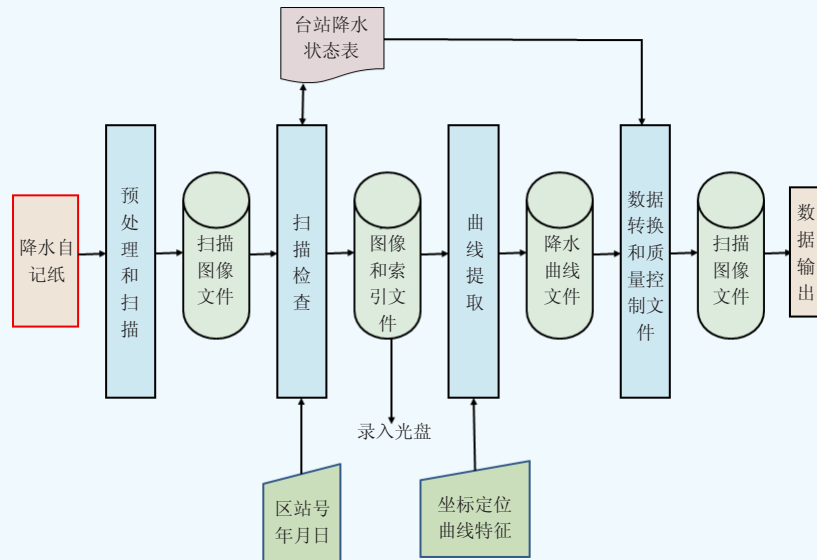 台站降水
状态表
降水自
记纸
预处理和扫描
扫描
图像
文件
扫描检查
图像
和索
引文
件
曲线提取
降水
曲线
文件
数据
转换
和质
量控
制文
件
扫描
图像
文件
数据输出
录入光盘
区站号
年月日
坐标定位
曲线特征